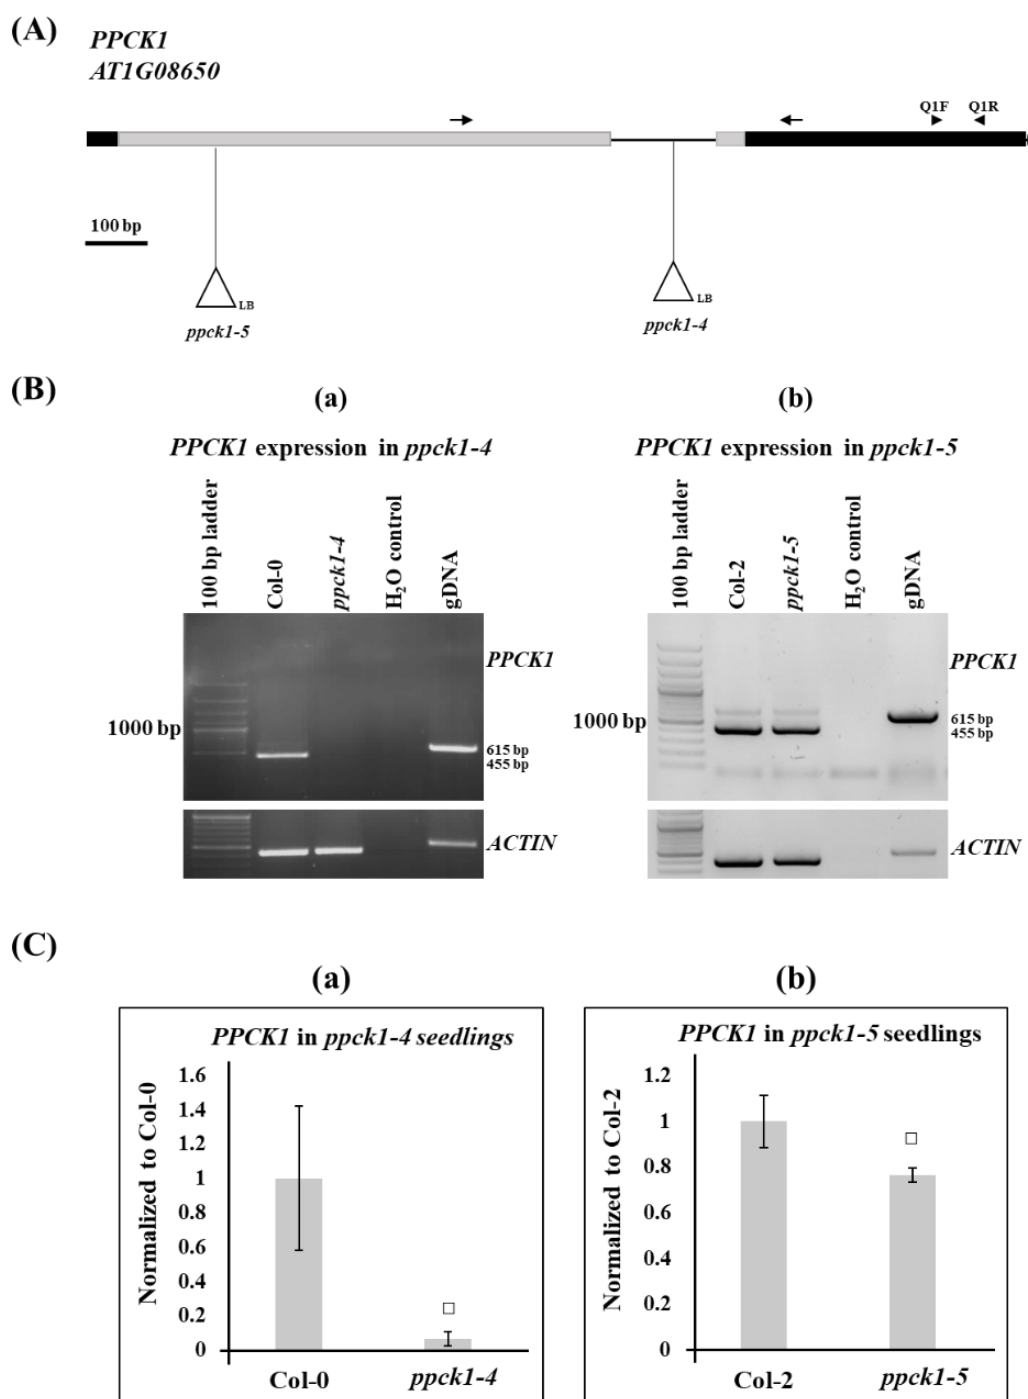 (A)
PPCK1
AT1G08650
Q1F Q1R
100 bp
LB LB
ppck1-5 ppck1-4
(B)
(a) (b)
PPCK1 expression in ppck1-4 PPCK1 expression in ppck1-5
100 bp ladder Col-0 ppck1-4 H₂O control gDNA 100 bp ladder Col-2 ppck1-5 H₂O control gDNA
PPCK1 PPCK1
1000 bp 615 bp 1000 bp 615 bp
455 bp 455 bp
ACTIN ACTIN
(C)
(a) (b)
PPCK1 in ppck1-4 seedlings PPCK1 in ppck1-5 seedlings
Normalized to Col-0
1.6
1.4
1.2
1
0.8
0.6
0.4
0.2
0
Col-0 ppck1-4
Normalized to Col-2
1.2
1
0.8
0.6
0.4
0.2
0
Col-2 ppck1-5